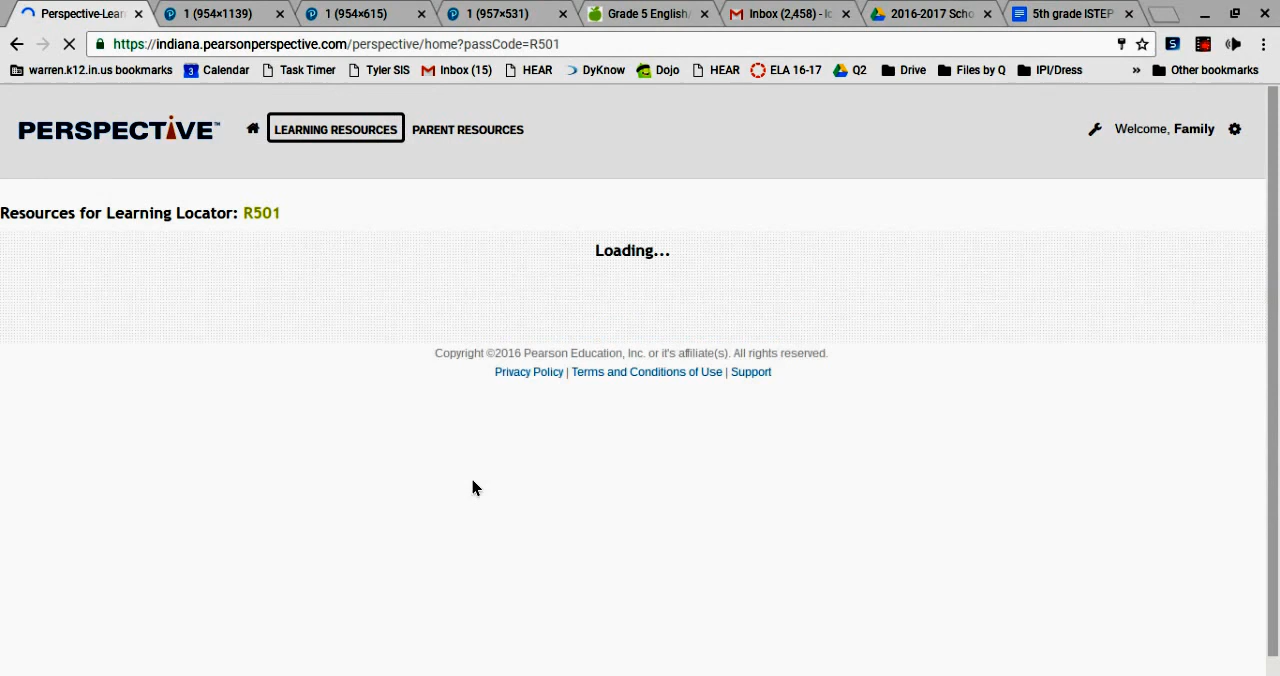 Perspective-Lear
1 (954×1139)
1 (954×615)
1 (957×531)
Grade 5 English/
Inbox (2,458) - lc
2016-2017 Scho
5th grade ISTEP
https://indiana.pearsonperspective.com/perspective/home?passCode=R501
S
warren.k12.in.us bookmarks
3 Calendar
Task Timer
Tyler SIS
Inbox (15)
HEAR
DyKnow
Dojo
HEAR
ELA 16-17
Q2
Drive
Files by Q
IPI/Dress
»
Other bookmarks
PERSPECTIVE™
LEARNING RESOURCES
PARENT RESOURCES
Welcome, Family
Resources for Learning Locator: R501
Loading...
Copyright ©2016 Pearson Education, Inc. or it's affiliate(s). All rights reserved.
Privacy Policy | Terms and Conditions of Use | Support